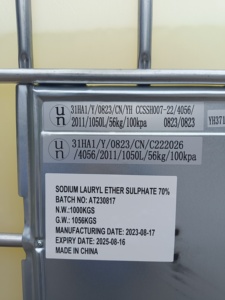 un 31HA1/Y/0823/CN/YH CCSSH007-22/4056/
2011/1050L/56kg/100kpa 0823/0823
YH371
un 31HA1/Y/0823/CN/C222026
/4056/2011/1050L/56kg/100kpa
SODIUM LAURYL ETHER SULPHATE 70%
BATCH NO: AT230817
N.W.:1000KGS
G.W.:1056KGS
MANUFACTURING DATE:2023-08-17
EXPIRY DATE:2025-08-16
MADE IN CHINA